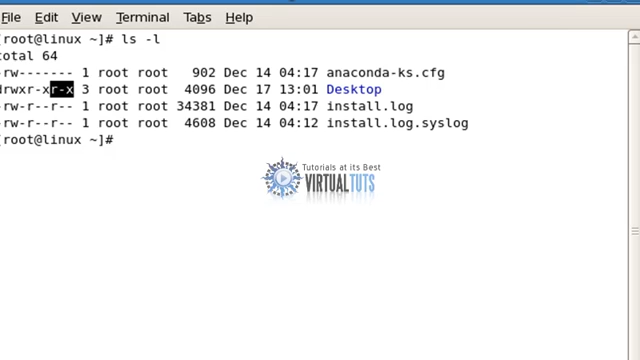 File Edit View Terminal Tabs Help
[root@linux ~]# ls -l
total 64
-rw------- 1 root root 902 Dec 14 04:17 anaconda-ks.cfg
drwxr-xr-x 3 root root 4096 Dec 17 13:01 Desktop
-rw-r--r-- 1 root root 34381 Dec 14 04:17 install.log
-rw-r--r-- 1 root root 4608 Dec 14 04:12 install.log.syslog
[root@linux ~]#
Tutorials at its Best
VIRTUALTUTS